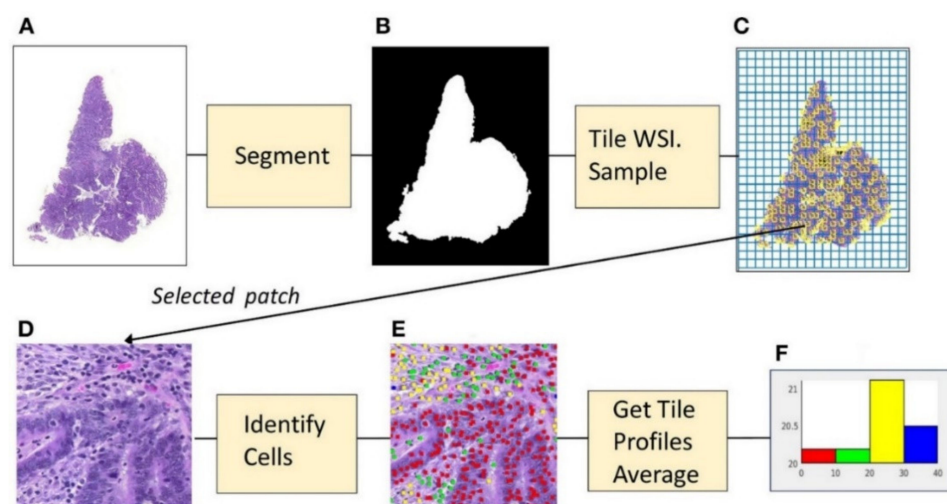 A
B
C
Segment
Tile WSI.
Sample
Selected patch
D
E
F
Identify
Cells
Get Tile
Profiles
Average
21
20.5
20
0 10 20 30 40